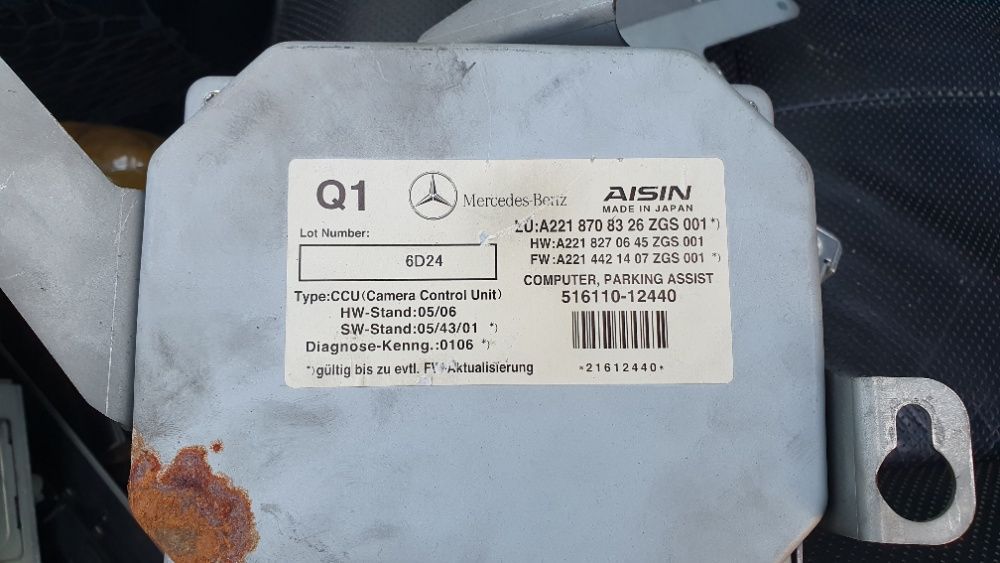 Q1
Mercedes-Benz
AISIN
MADE IN JAPAN
Lot Number:
6D24
ZU:A221 870 83 26 ZGS 001 *)
HW:A221 827 06 45 ZGS 001
FW:A221 442 14 07 ZGS 001 *)
COMPUTER, PARKING ASSIST
516110-12440
Type:CCU(Camera Control Unit)
HW-Stand:05/06
SW-Stand:05/43/01 *)
Diagnose-Kenng.:0106 *)
*)gültig bis zu evtl. FW-Aktualisierung
*21612440*